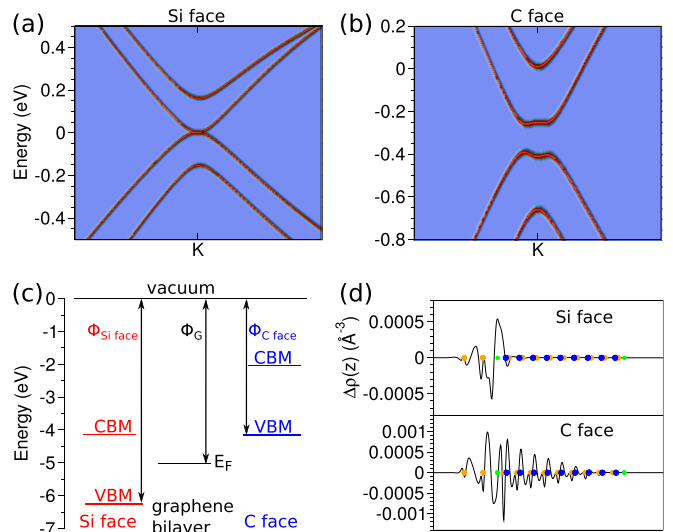 (a)
Si face
0.4
0.2
0
-0.2
-0.4
Energy (eV)
K
(b)
C face
0.2
0
-0.2
-0.4
-0.6
-0.8
K
(c)
vacuum
0
-1
-2
-3
-4
-5
-6
-7
Energy (eV)
ΦSi face
ΦG
ΦC face
CBM
CBM
VBM
EF
VBM
Si face
graphene
bilayer
C face
(d)
Si face
0.0005
0
-0.0005
Δρ(z) (Å-3)
C face
0.001
0.0005
0
-0.0005
-0.001